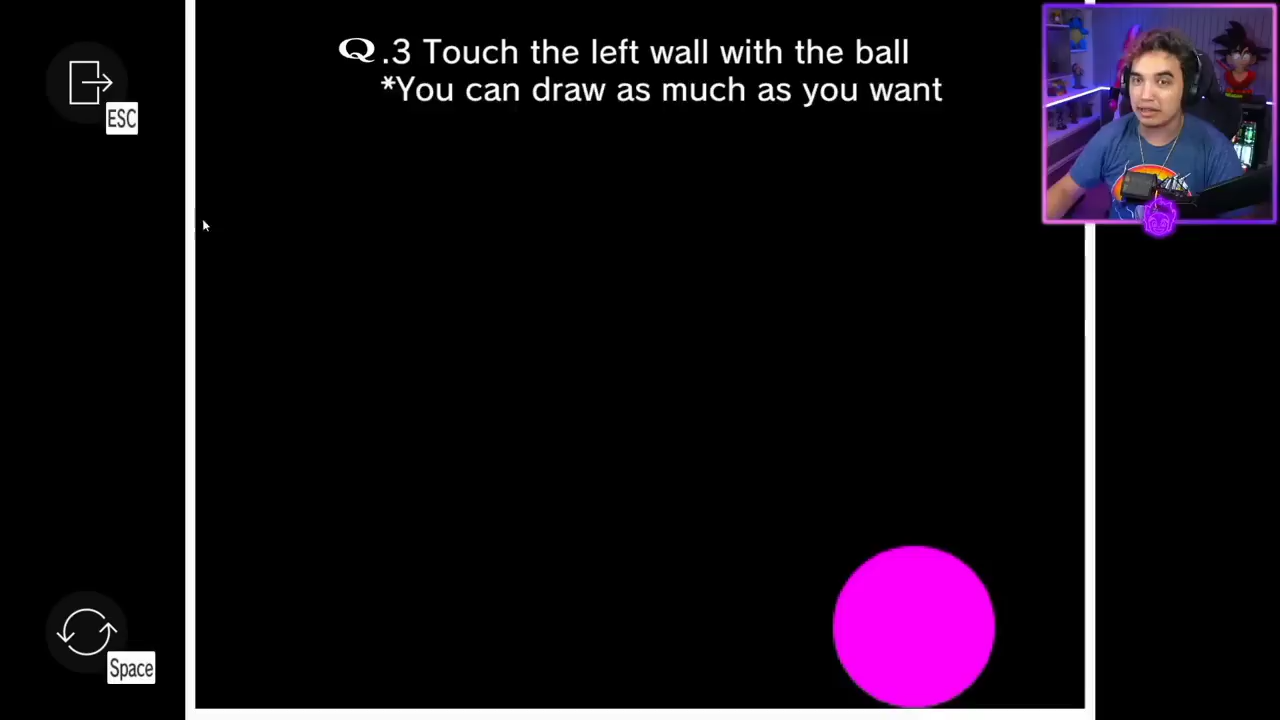 Q.3 Touch the left wall with the ball
*You can draw as much as you want
ESC
Space